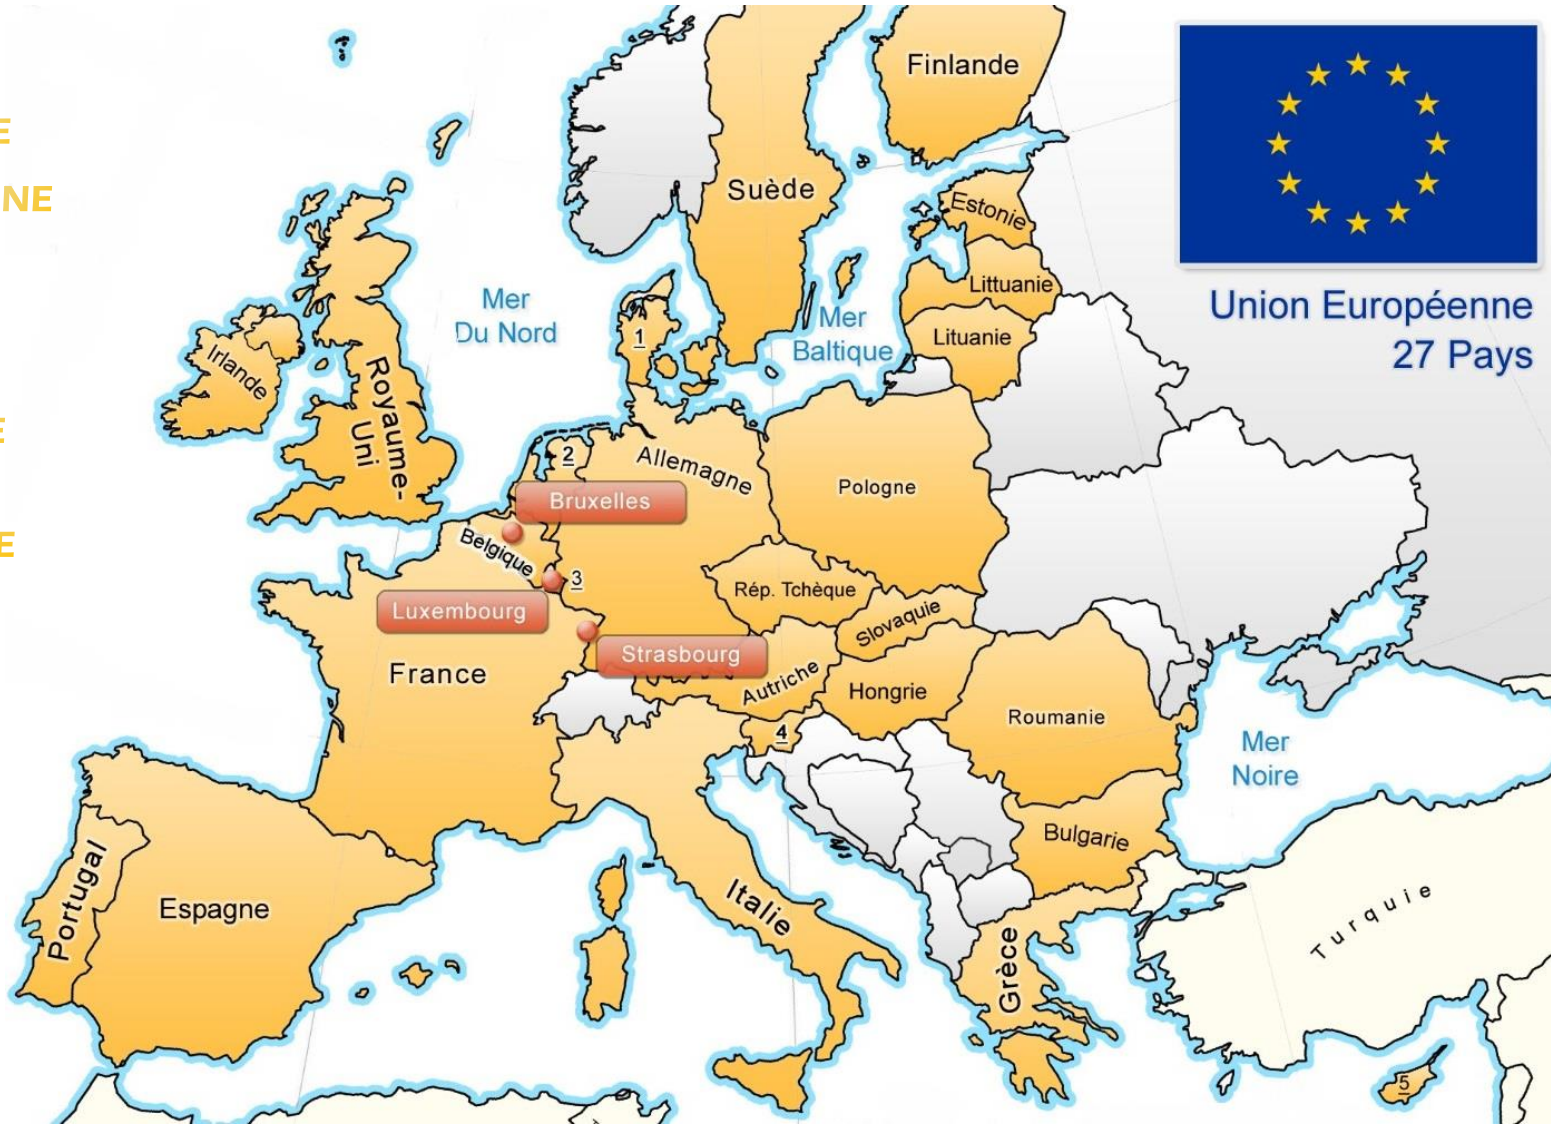 E
NE
E
E
Finlande
Suède
Estonie
Littuanie
Lituanie
Union Européenne
27 Pays
Mer
Du Nord
Mer
Baltique
1
Irlande
Royaume-
Uni
2
Allemagne
Pologne
Bruxelles
Belgique
3
Rép. Tchèque
Slovaquie
Luxembourg
Strasbourg
France
Autriche
Hongrie
Roumanie
4
Mer
Noire
Bulgarie
Portugal
Espagne
Italie
Grèce
Turquie
5